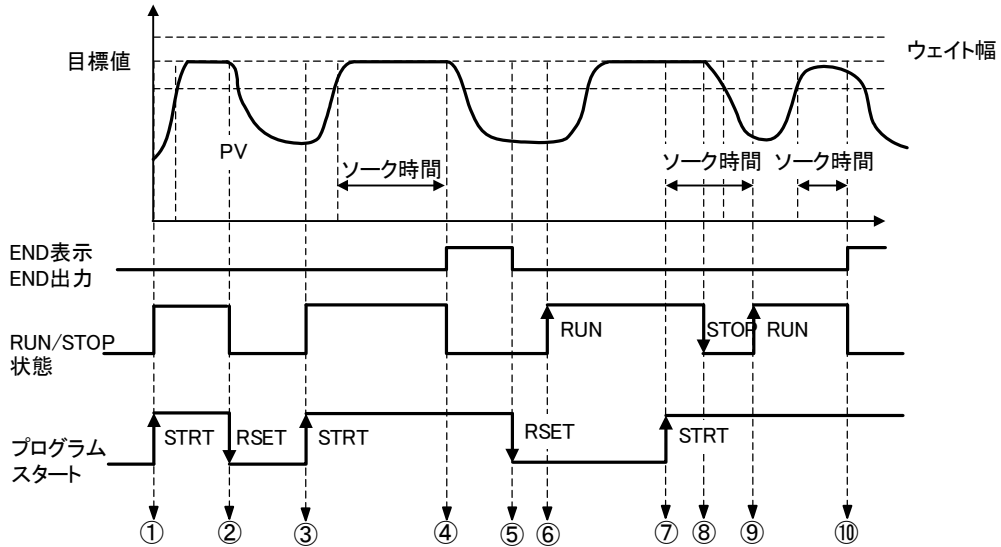 目標値
ウェイト幅
PV
ソーク時間
ソーク時間
ソーク時間
END表示
END出力
RUN/STOP
状態
RUN
STOP
RUN
プログラム
スタート
STRT
RSET
STRT
RSET
STRT
① ② ③ ④ ⑤ ⑥ ⑦ ⑧ ⑨ ⑩